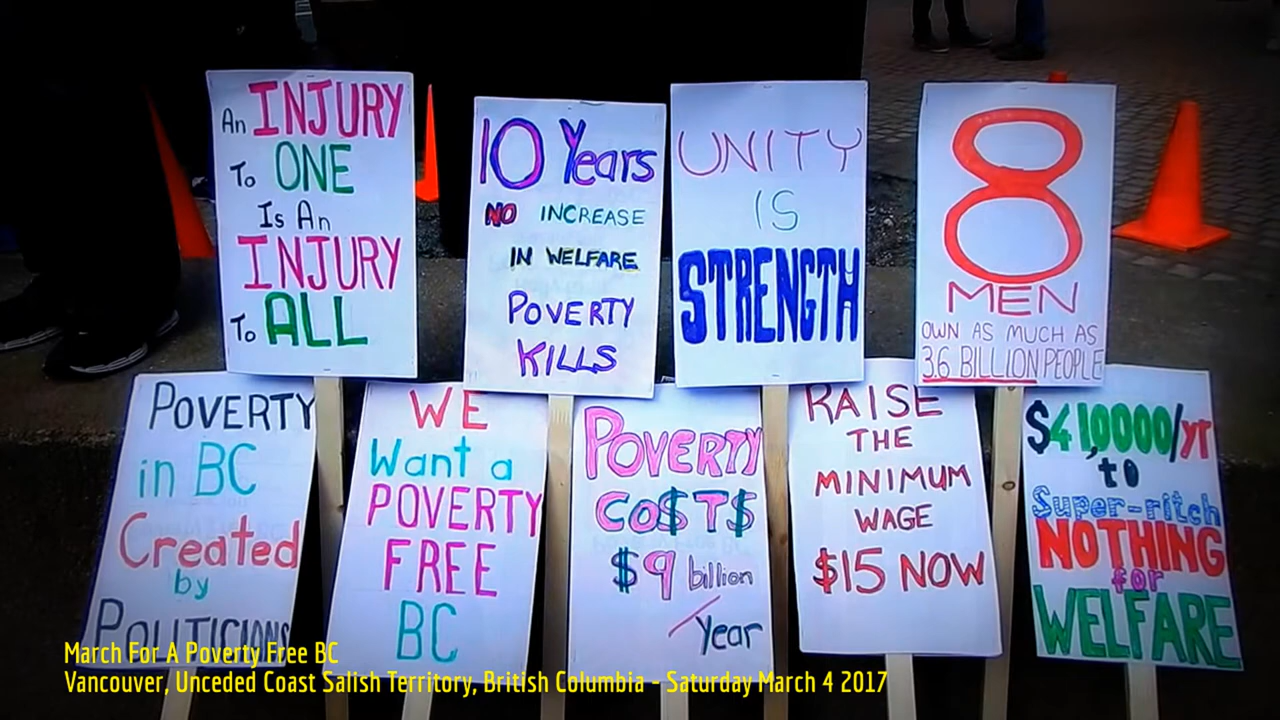 An INJURY
To ONE
Is An
INJURY
To ALL
10 Years
NO INCREASE
IN WELFARE
POVERTY
KILLS
UNITY
IS
STRENGTH
8
MEN
OWN AS MUCH AS
3.6 BILLION PEOPLE
POVERTY
in BC
Created
by
POLITICIANS
WE
Want a
POVERTY
FREE
BC
POVERTY
CO$T$
$9 billion
/Year
RAISE
THE
MINIMUM
WAGE
$15 NOW
$41,0000/yr
to
Super-ritch
NOTHING
for
WELFARE
March For A Poverty Free BC
Vancouver, Unceded Coast Salish Territory, British Columbia - Saturday March 4 2017